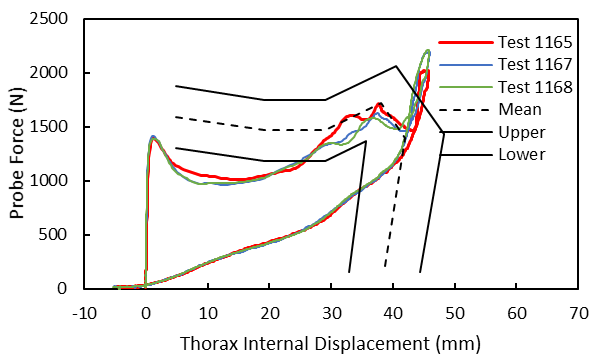 2500
2000
1500
1000
500
0
-10
0
10
20
30
40
50
60
70
Probe Force (N)
Thorax Internal Displacement (mm)
Test 1165
Test 1167
Test 1168
Mean
Upper
Lower